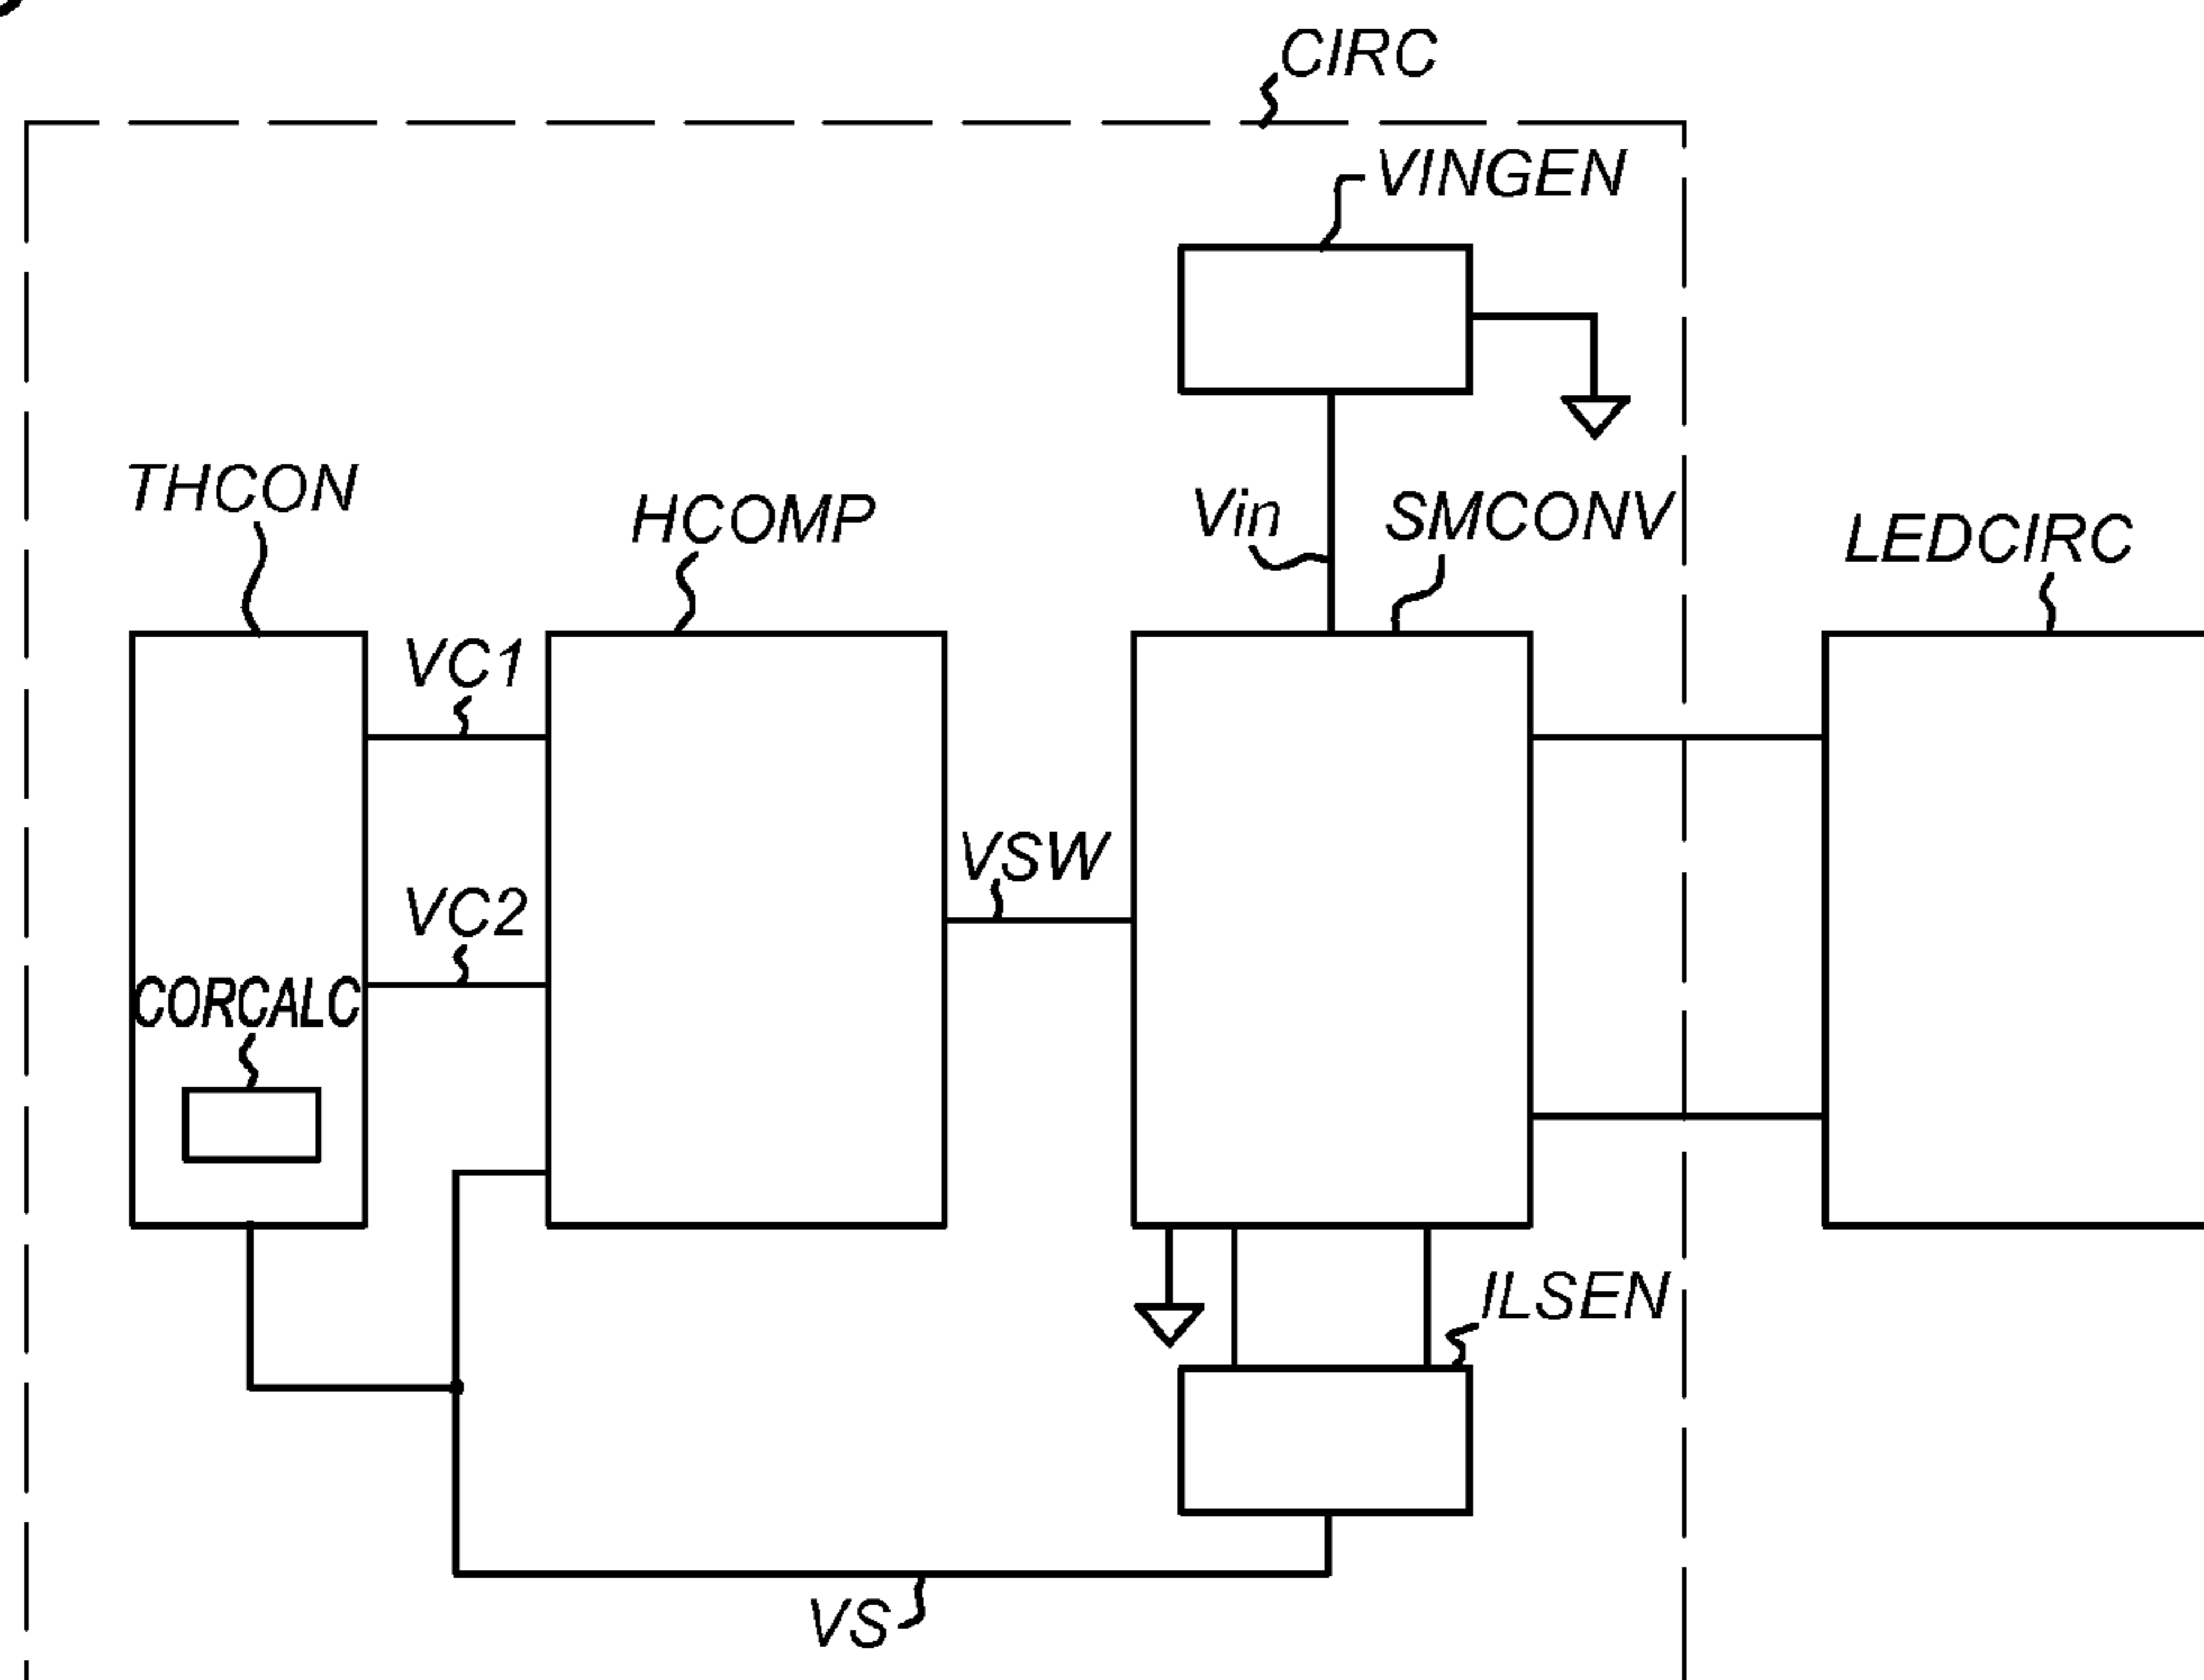 CIRC
VINGEN
THCON
HCOMP
Vin
SMCONV
LEDCIRC
VC1
VSW
VC2
CORCALC
ILSEN
VS